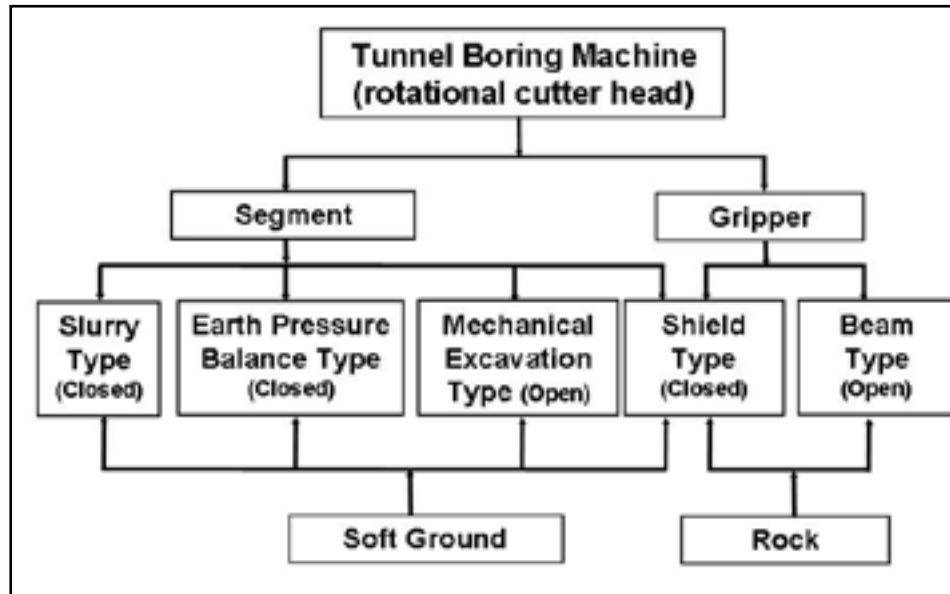 Tunnel Boring Machine
(rotational cutter head)
Segment
Gripper
Slurry
Type
(Closed)
Earth Pressure
Balance Type
(Closed)
Mechanical
Excavation
Type (Open)
Shield
Type
(Closed)
Beam
Type
(Open)
Soft Ground
Rock